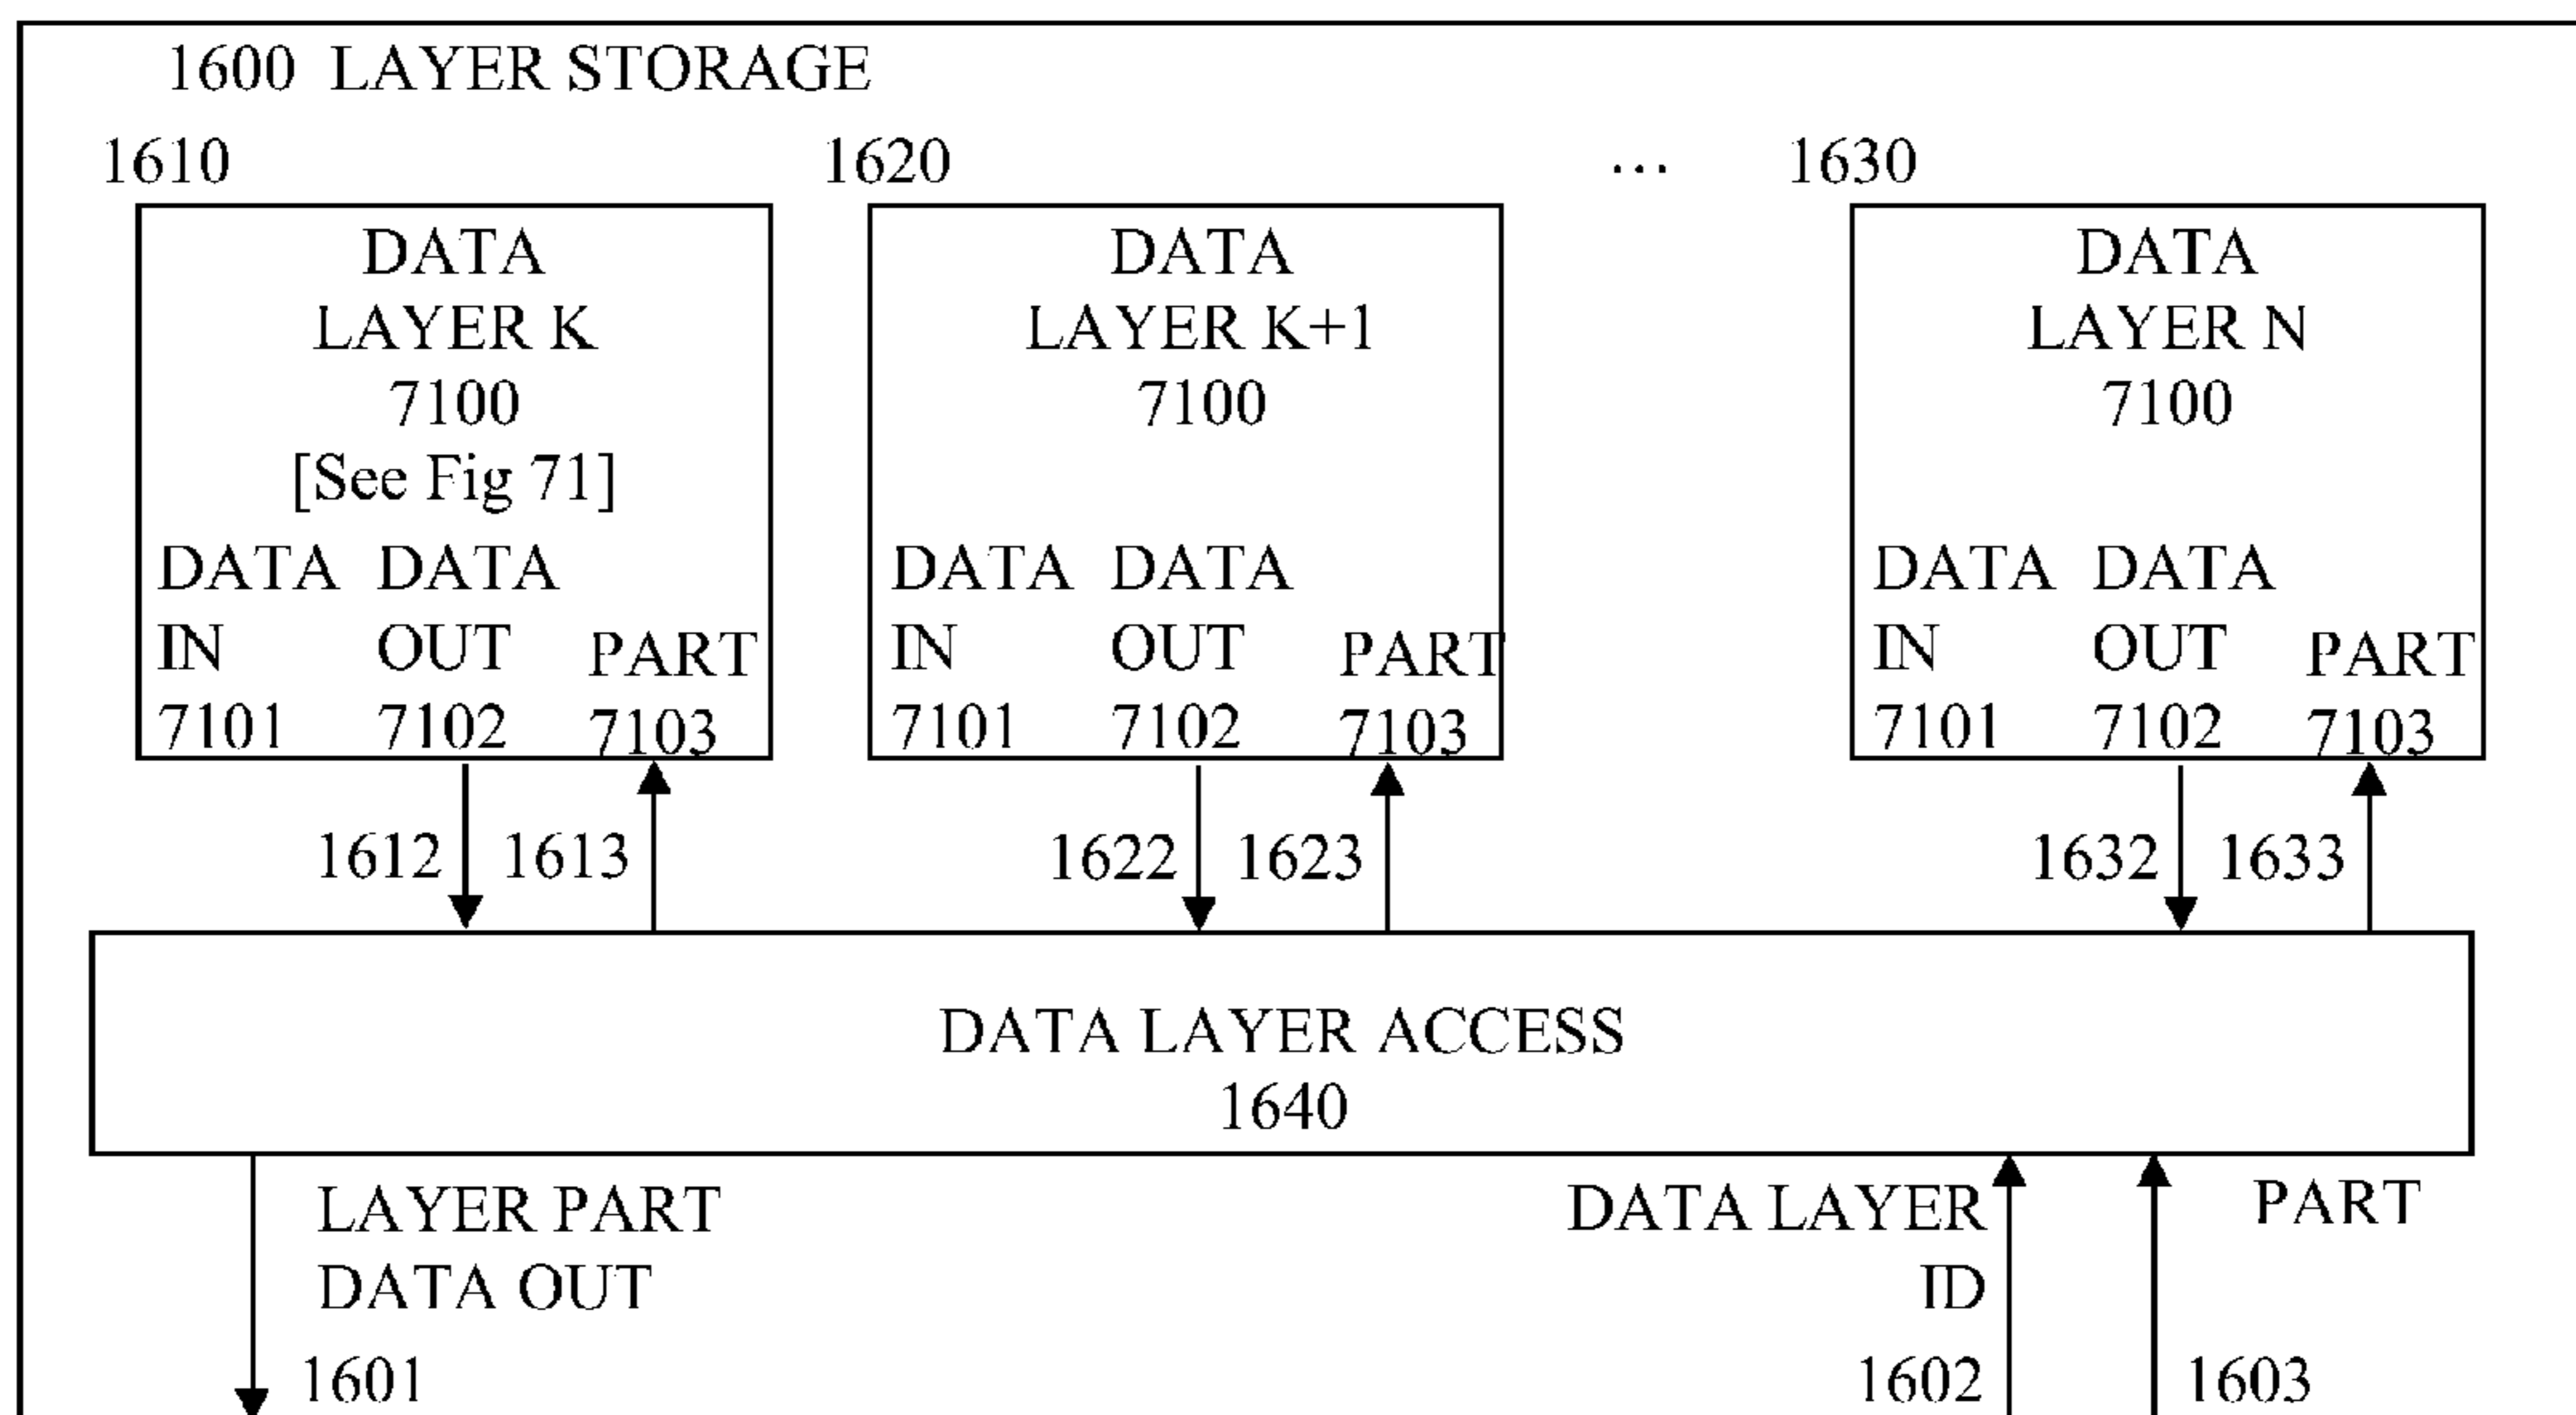 1600 LAYER STORAGE
1610
1620
...
1630
DATA
LAYER K
7100
[See Fig 71]
DATA DATA
IN OUT PART
7101 7102 7103
DATA
LAYER K+1
7100
DATA DATA
IN OUT PART
7101 7102 7103
DATA
LAYER N
7100
DATA DATA
IN OUT PART
7101 7102 7103
1612 1613
1622 1623
1632 1633
DATA LAYER ACCESS
1640
LAYER PART
DATA OUT
1601
DATA LAYER
ID
1602
PART
1603